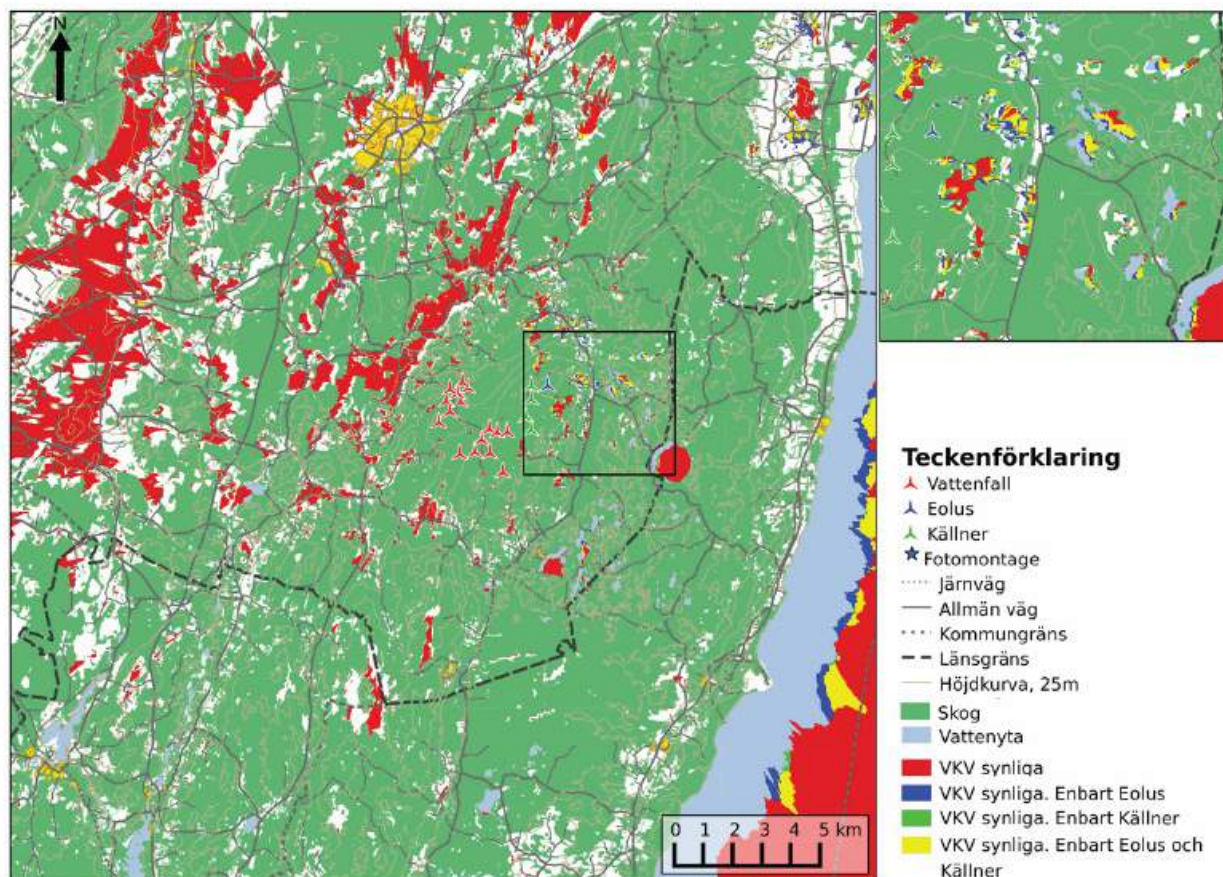 N
Teckenförklaring
Vattenfall
Eolus
Källner
Fotomontage
Järnväg
Allmän väg
Kommungräns
Länsgräns
Höjdkurva, 25m
Skog
Vattenyta
VKV synliga
VKV synliga. Enbart Eolus
VKV synliga. Enbart Källner
VKV synliga. Enbart Eolus och
Källner
0 1 2 3 4 5 km